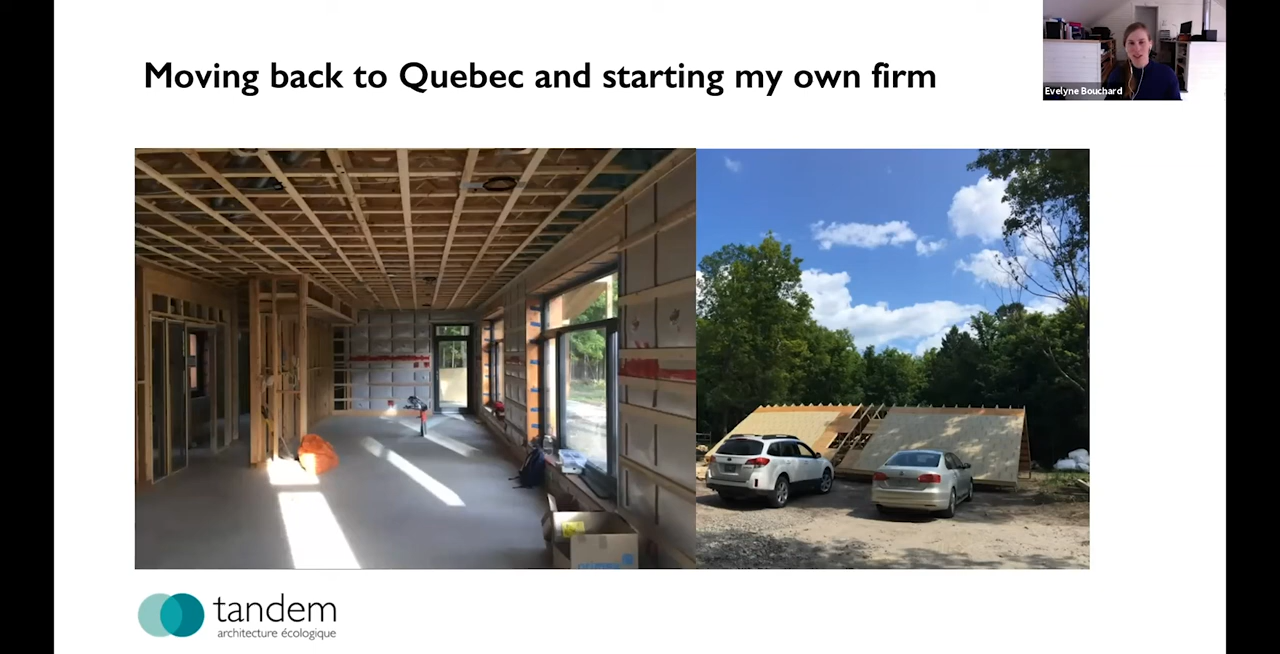 Moving back to Quebec and starting my own firm
Evelyne Bouchard
tandem
architecture écologique